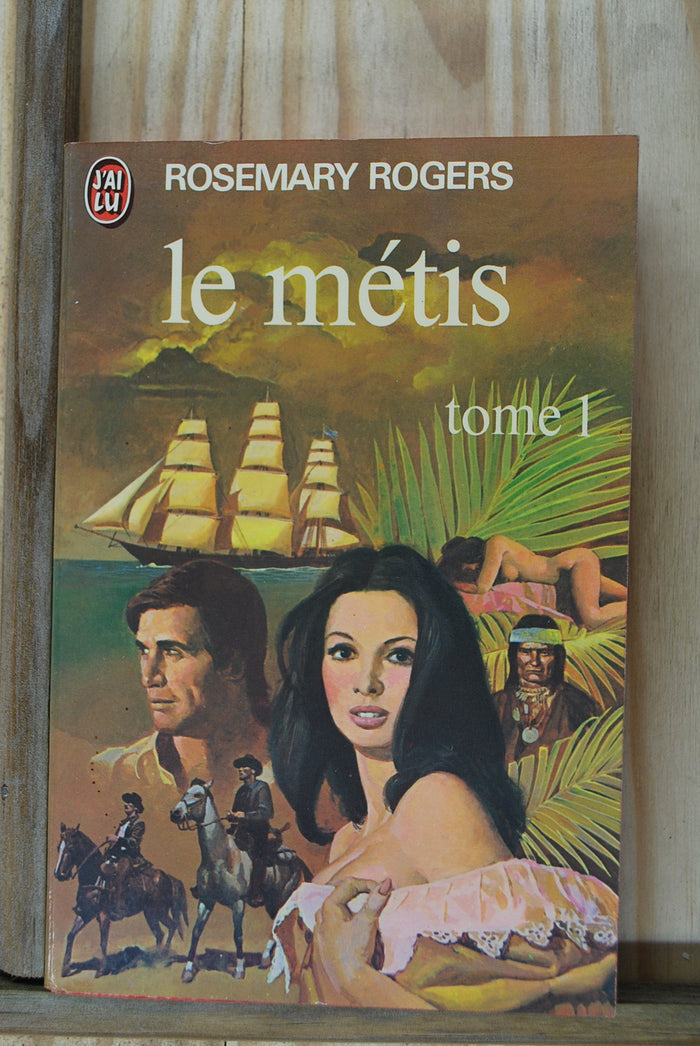 J'AI
LU
ROSEMARY ROGERS
le métis
tome 1